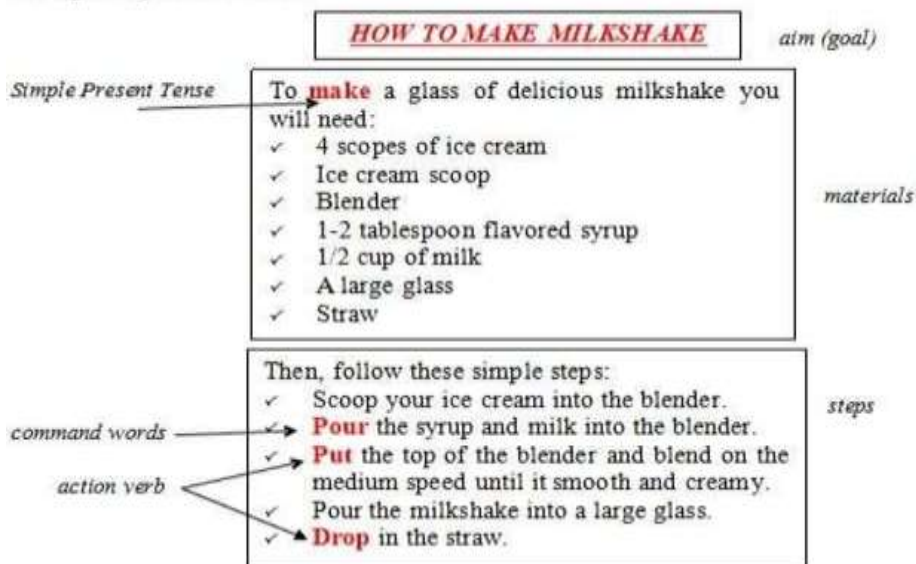 HOW TO MAKE MILKSHAKE
aim (goal)
Simple Present Tense
To make a glass of delicious milkshake you
will need:
✓ 4 scopes of ice cream
✓ Ice cream scoop
✓ Blender
✓ 1-2 tablespoon flavored syrup
✓ 1/2 cup of milk
✓ A large glass
✓ Straw
materials
Then, follow these simple steps:
✓ Scoop your ice cream into the blender.
✓ Pour the syrup and milk into the blender.
✓ Put the top of the blender and blend on the
medium speed until it smooth and creamy.
✓ Pour the milkshake into a large glass.
✓ Drop in the straw.
steps
command words
action verb